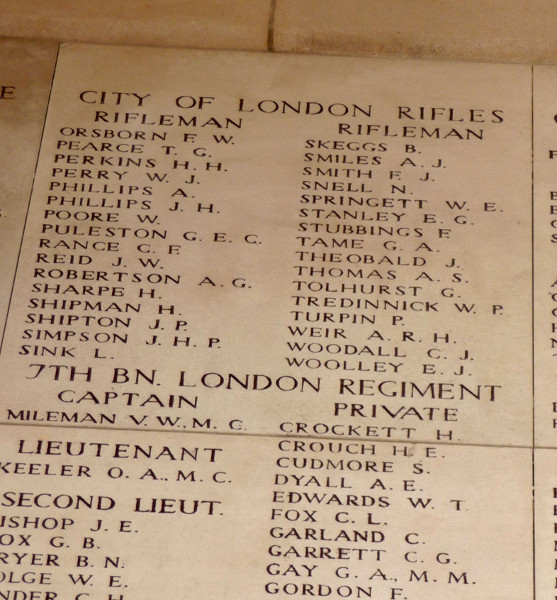 CITY OF LONDON RIFLES
RIFLEMAN
ORSBORN F. W.
PEARCE T. G.
PERKINS H. H.
PERRY W. J.
PHILLIPS A.
PHILLIPS J. H.
POORE W.
PULESTON G. E. C.
RANCE C. F.
REID J. W.
ROBERTSON A. G.
SHARPE H.
SHIPMAN H.
SHIPTON J. P.
SIMPSON J. H. P.
SINK L.
RIFLEMAN
SKEGGS B.
SMILES A. J.
SMITH F. J.
SNELL N.
SPRINGETT W. E.
STANLEY E. G.
STUBBINGS F.
TAME G. A.
THEOBALD J.
THOMAS A. S.
TOLHURST G.
TREDINNICK W. P.
TURPIN P.
WEIR A. R. H.
WOODALL C. J.
WOOLLEY E. J.
7TH BN. LONDON REGIMENT
CAPTAIN
MILEMAN V. W., M. C.
LIEUTENANT
KEELER O. A., M. C.
SECOND LIEUT.
ISHOP J. E.
OX G. B.
RYER B. N.
OLGE W. E.
NDER C. H.
PRIVATE
CROCKETT H.
CROUCH H. E.
CUDMORE S.
DYALL A. E.
EDWARDS W. T.
FOX C. L.
GARLAND C.
GARRETT C. G.
GAY G. A., M. M.
GORDON F.